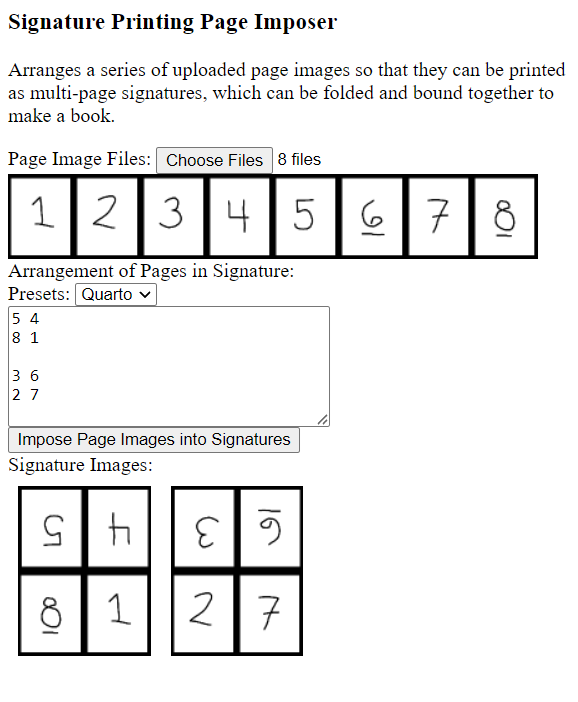 Signature Printing Page Imposer
Arranges a series of uploaded page images so that they can be printed
as multi-page signatures, which can be folded and bound together to
make a book.
Page Image Files: Choose Files 8 files
1 2 3 4 5 6 7 8
Arrangement of Pages in Signature:
Presets: Quarto
5 4
8 1
3 6
2 7
Impose Page Images into Signatures
Signature Images:
5 4 3 6
8 1 2 7